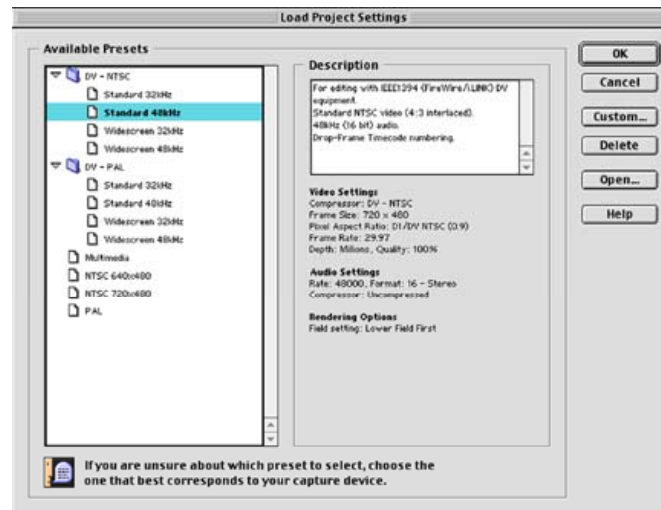 Load Project Settings
Available Presets
DV - NTSC
Standard 32kHz
Standard 48kHz
Widescreen 32kHz
Widescreen 48kHz
DV - PAL
Standard 32kHz
Standard 48kHz
Widescreen 32kHz
Widescreen 48kHz
Multimedia
NTSC 640x480
NTSC 720x480
PAL
Description
For editing with IEEE1394 (FireWire/i.LINK) DV
equipment.
Standard NTSC video (4:3 interlaced).
48kHz (16 bit) audio.
Drop-Frame Timecode numbering.
Video Settings
Compressor: DV - NTSC
Frame Size: 720 x 480
Pixel Aspect Ratio: D1/DV NTSC (0.9)
Frame Rate: 29.97
Depth: Millions, Quality: 100%
Audio Settings
Rate: 48000, Format: 16 - Stereo
Compressor: Uncompressed
Rendering Options
Field setting: Lower Field First
OK
Cancel
Custom...
Delete
Open...
Help
If you are unsure about which preset to select, choose the
one that best corresponds to your capture device.